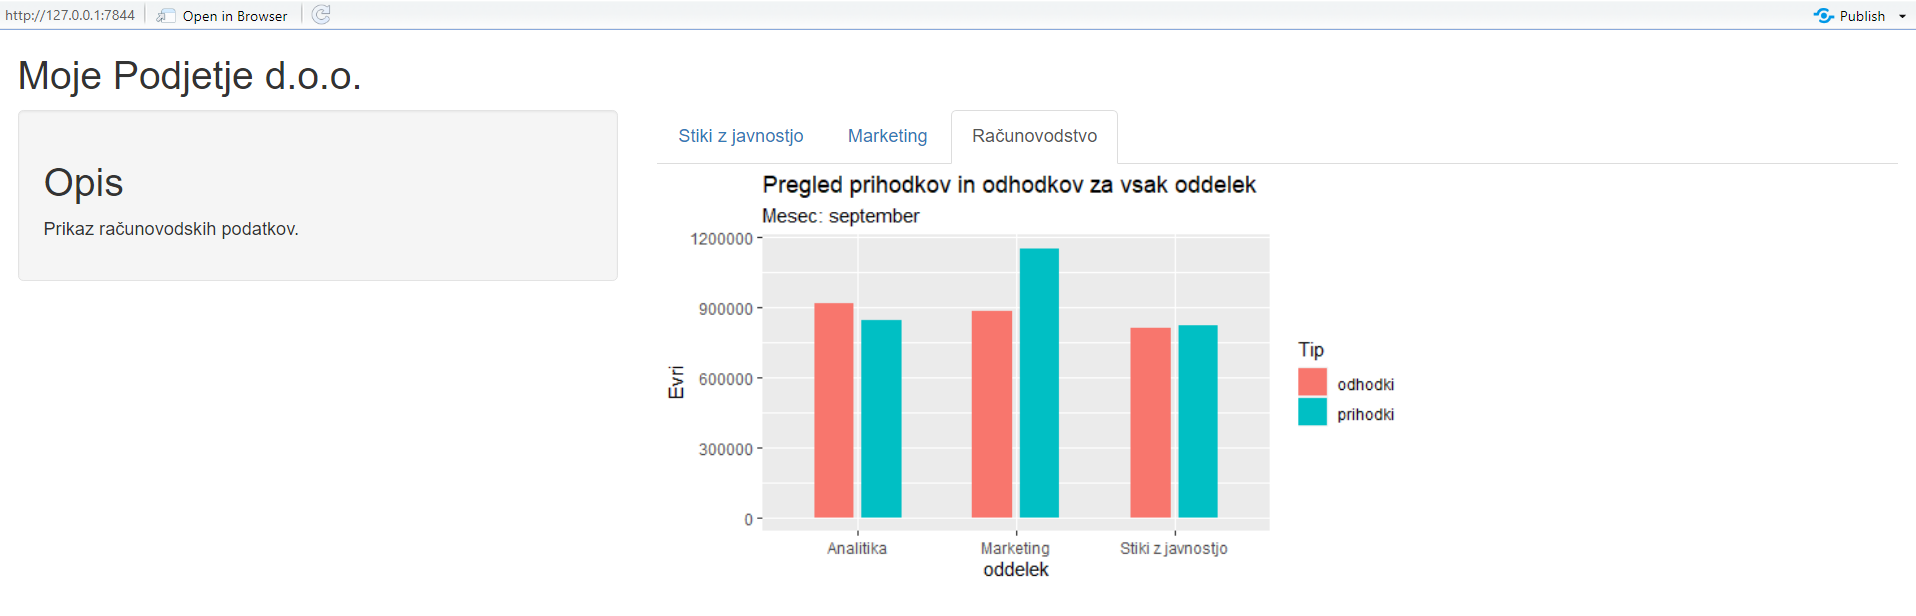 http://127.0.0.1:7844 Open in Browser Publish
Moje Podjetje d.o.o.
Opis
Prikaz računovodskih podatkov.
Stiki z javnostjo Marketing Računovodstvo
Pregled prihodkov in odhodkov za vsak oddelek
Mesec: september
1200000
900000
600000
300000
0
Evri
Analitika Marketing Stiki z javnostjo
oddelek
Tip
odhodki
prihodki